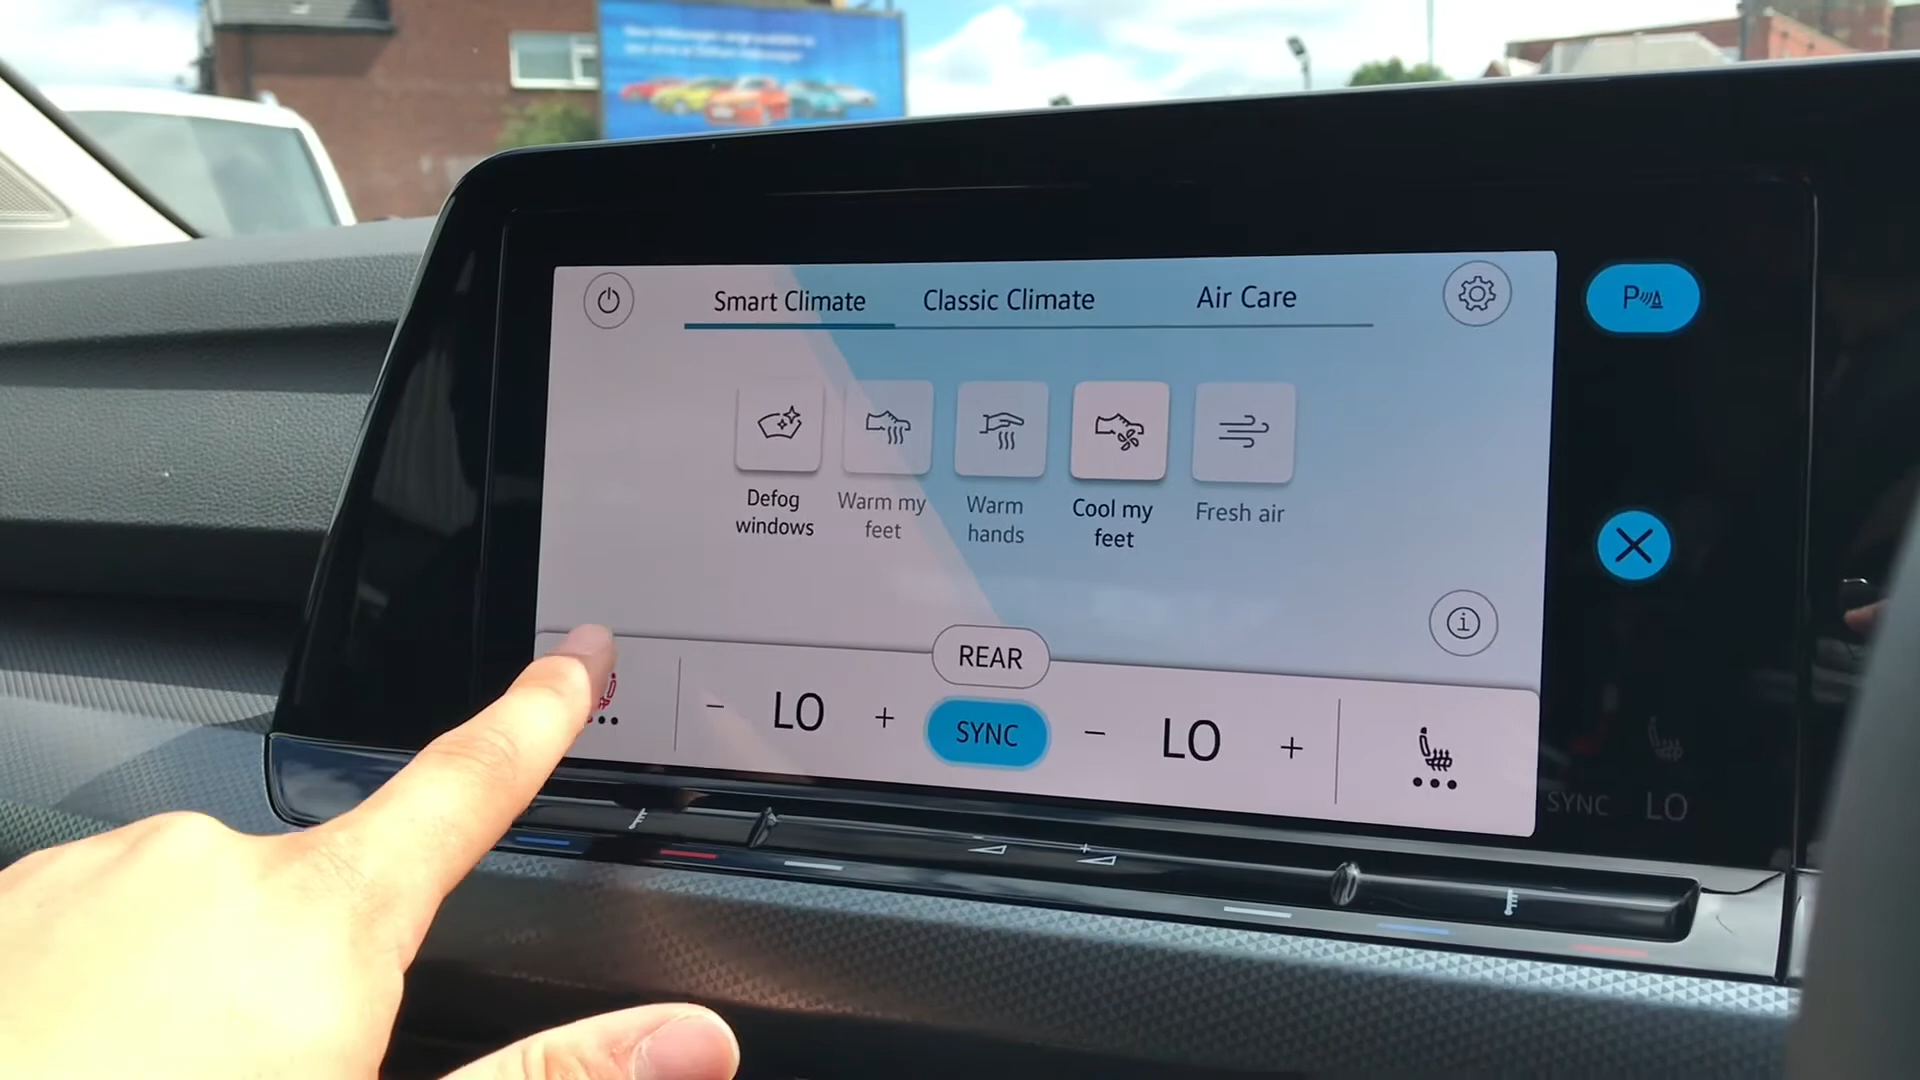 Smart Climate Classic Climate Air Care
Defog
windows
Warm my
feet
Warm
hands
Cool my
feet
Fresh air
REAR
LO SYNC LO
P
SYNC LO